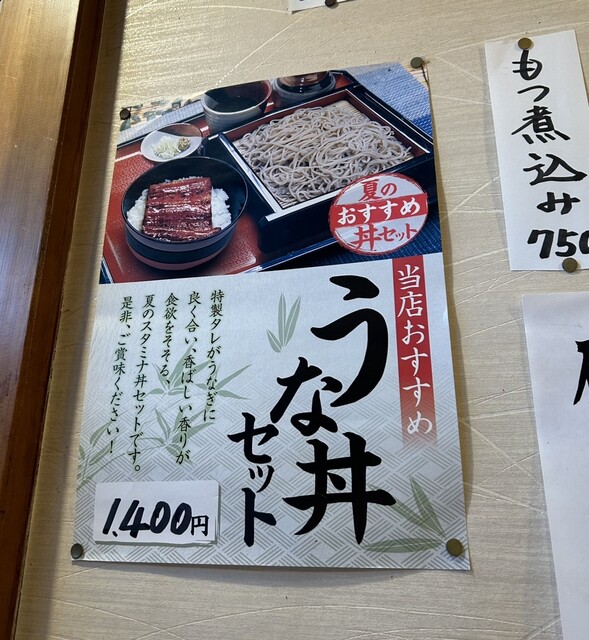 夏の
おすすめ
丼セット
当店おすすめ
うな丼
セット
特製タレがうなぎに
良く合い、香ばしい香りが
食欲をそそる、
夏のスタミナ丼セットです。
是非、ご賞味ください！
1,400円
もつ煮込み
750